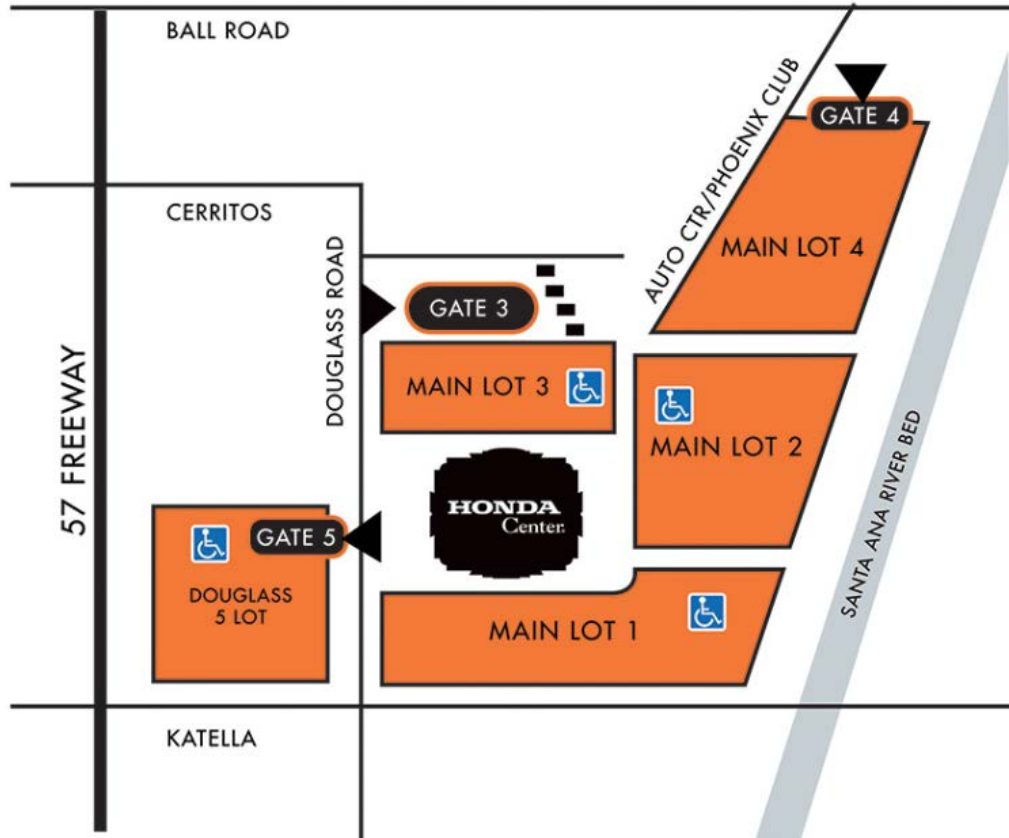 BALL ROAD
AUTO CTR/PHOENIX CLUB
GATE 4
CERRITOS
MAIN LOT 4
DOUGLASS ROAD
GATE 3
57 FREEWAY
MAIN LOT 3
MAIN LOT 2
HONDA
Center
GATE 5
SANTA ANA RIVER BED
DOUGLASS
5 LOT
MAIN LOT 1
KATELLA